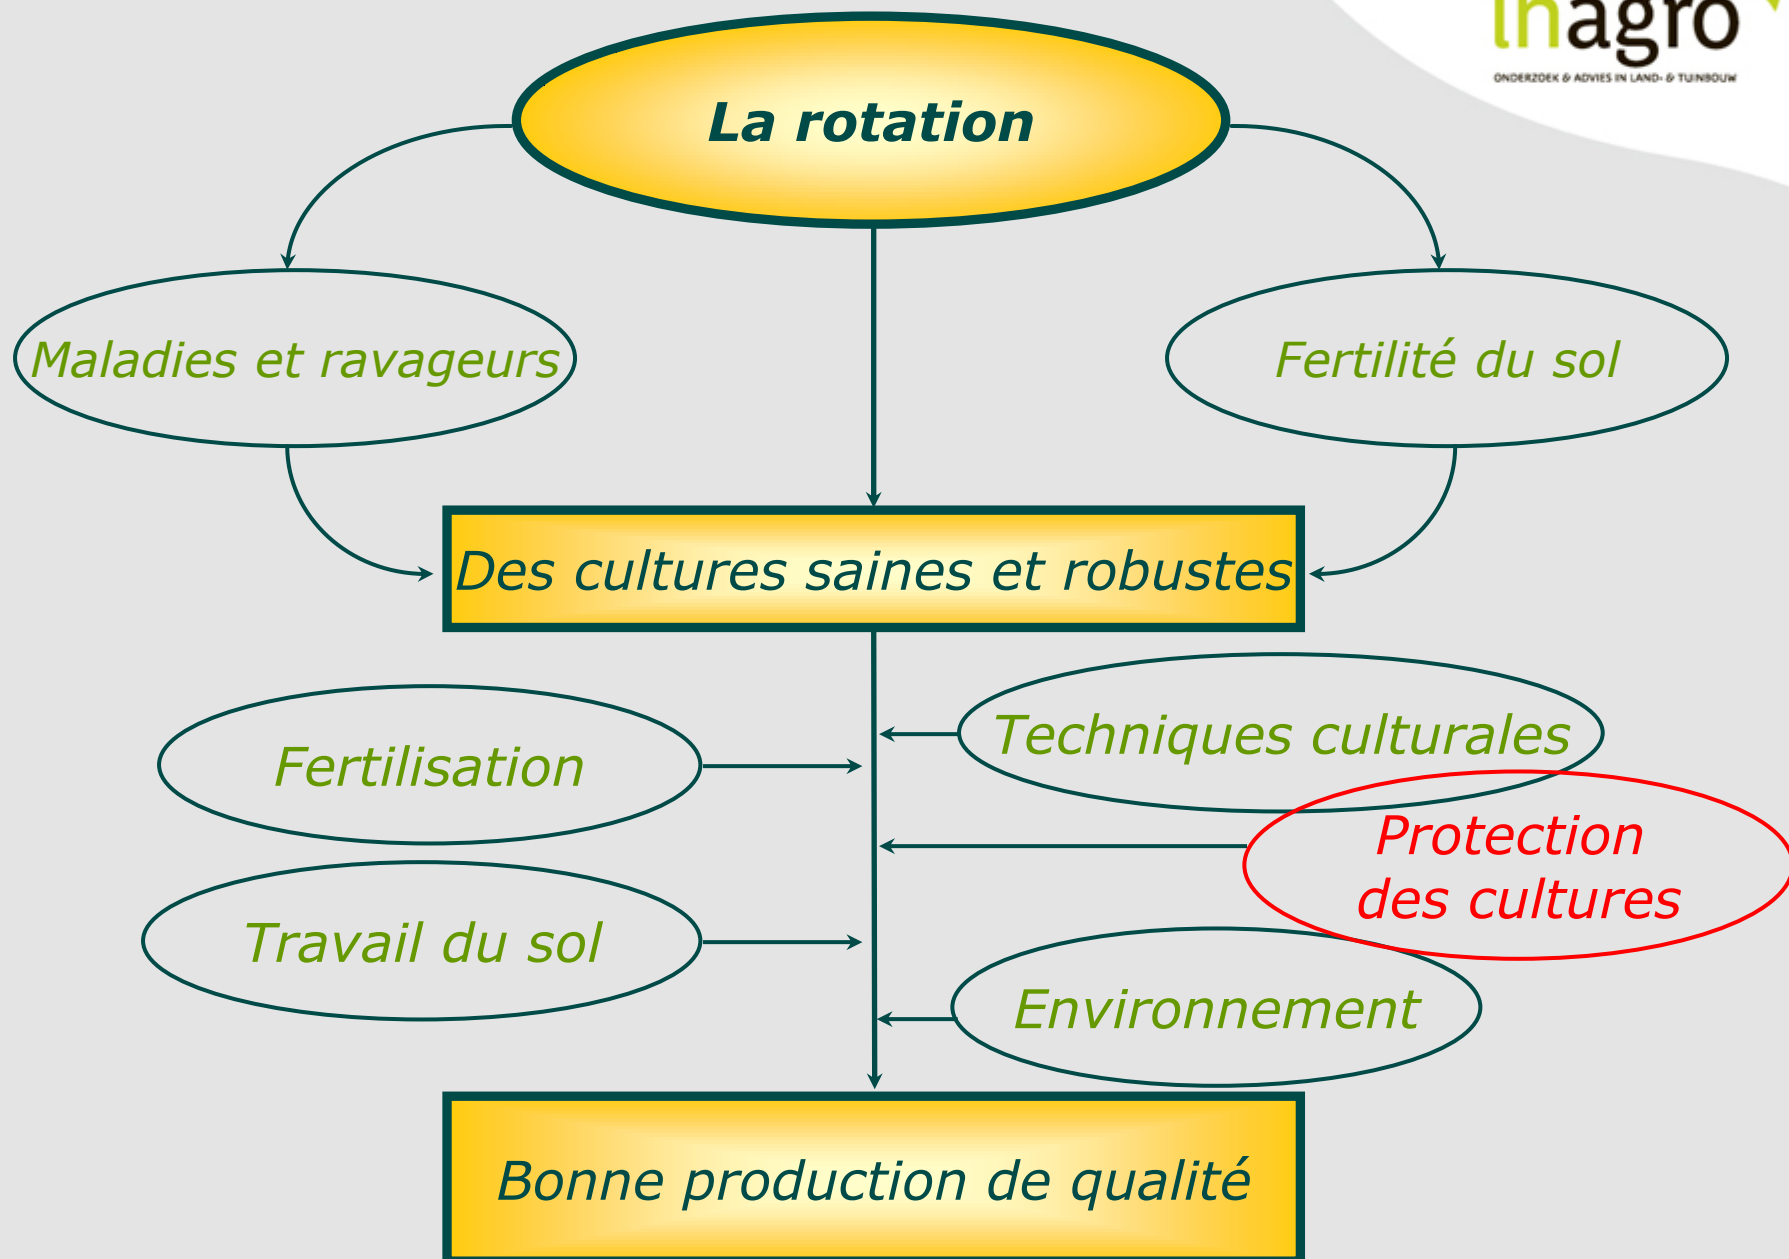 inagro
ONDERZOEK & ADVIES IN LAND- & TUINBOUW
La rotation
Maladies et ravageurs
Fertilité du sol
Des cultures saines et robustes
Techniques culturales
Fertilisation
Protection
des cultures
Travail du sol
Environnement
Bonne production de qualité